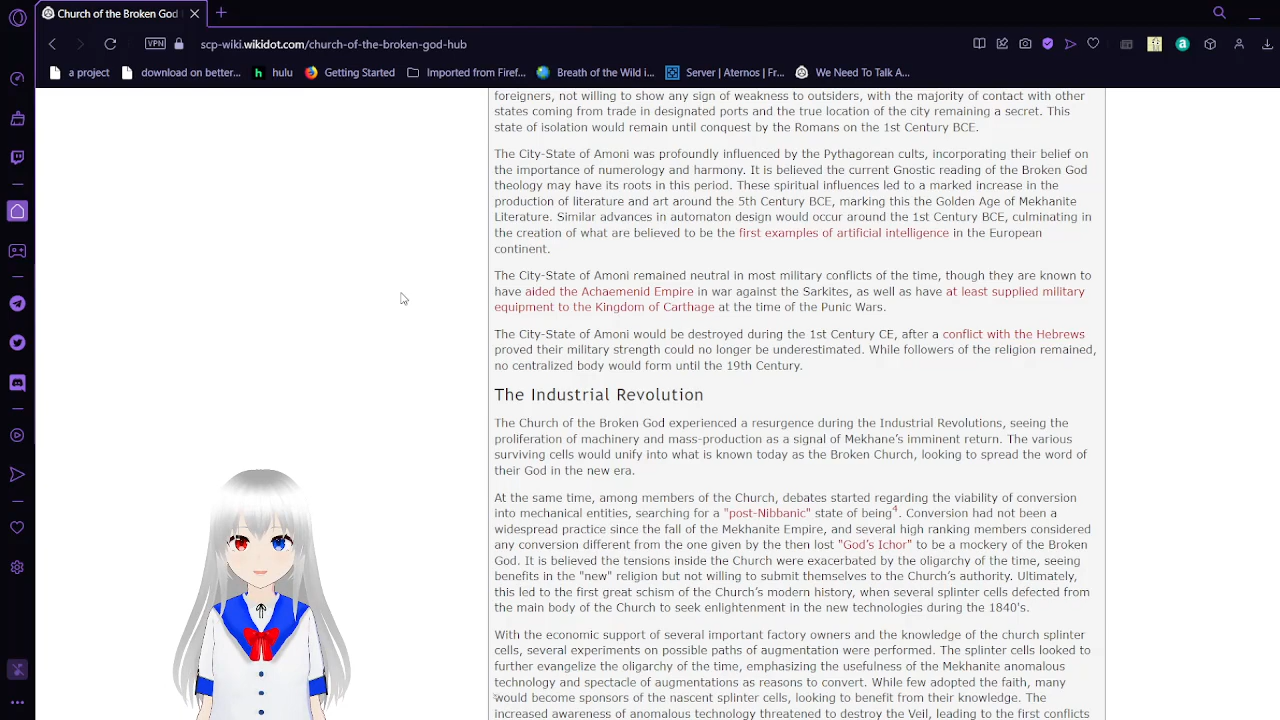 Church of the Broken God
VPN
scp-wiki.wikidot.com/church-of-the-broken-god-hub
a project
download on better...
hulu
Getting Started
Imported from Firef...
Breath of the Wild i...
Server | Aternos | Fr...
We Need To Talk A...
foreigners, not willing to show any sign of weakness to outsiders, with the majority of contact with other
states coming from trade in designated ports and the true location of the city remaining a secret. This
state of isolation would remain until conquest by the Romans on the 1st Century BCE.
The City-State of Amoni was profoundly influenced by the Pythagorean cults, incorporating their belief on
the importance of numerology and harmony. It is believed the current Gnostic reading of the Broken God
theology may have its roots in this period. These spiritual influences led to a marked increase in the
production of literature and art around the 5th Century BCE, marking this the Golden Age of Mekhanite
Literature. Similar advances in automaton design would occur around the 1st Century BCE, culminating in
the creation of what are believed to be the first examples of artificial intelligence in the European
continent.
The City-State of Amoni remained neutral in most military conflicts of the time, though they are known to
have aided the Achaemenid Empire in war against the Sarkites, as well as have at least supplied military
equipment to the Kingdom of Carthage at the time of the Punic Wars.
The City-State of Amoni would be destroyed during the 1st Century CE, after a conflict with the Hebrews
proved their military strength could no longer be underestimated. While followers of the religion remained,
no centralized body would form until the 19th Century.
The Industrial Revolution
The Church of the Broken God experienced a resurgence during the Industrial Revolutions, seeing the
proliferation of machinery and mass-production as a signal of Mekhane's imminent return. The various
surviving cells would unify into what is known today as the Broken Church, looking to spread the word of
their God in the new era.
At the same time, among members of the Church, debates started regarding the viability of conversion
into mechanical entities, searching for a "post-Nibbanic" state of being4. Conversion had not been a
widespread practice since the fall of the Mekhanite Empire, and several high ranking members considered
any conversion different from the one given by the then lost "God's Ichor" to be a mockery of the Broken
God. It is believed the tensions inside the Church were exacerbated by the oligarchy of the time, seeing
benefits in the "new" religion but not willing to submit themselves to the Church's authority. Ultimately,
this led to the first great schism of the Church's modern history, when several splinter cells defected from
the main body of the Church to seek enlightenment in the new technologies during the 1840's.
With the economic support of several important factory owners and the knowledge of the church splinter
cells, several experiments on possible paths of augmentation were performed. The splinter cells looked to
further evangelize the oligarchy of the time, emphasizing the usefulness of the Mekhanite anomalous
technology and spectacle of augmentations as reasons to convert. While few adopted the faith, many
would become sponsors of the nascent splinter cells, looking to benefit from their knowledge. The
increased awareness of anomalous technology threatened to destroy the Veil, leading to the first conflicts